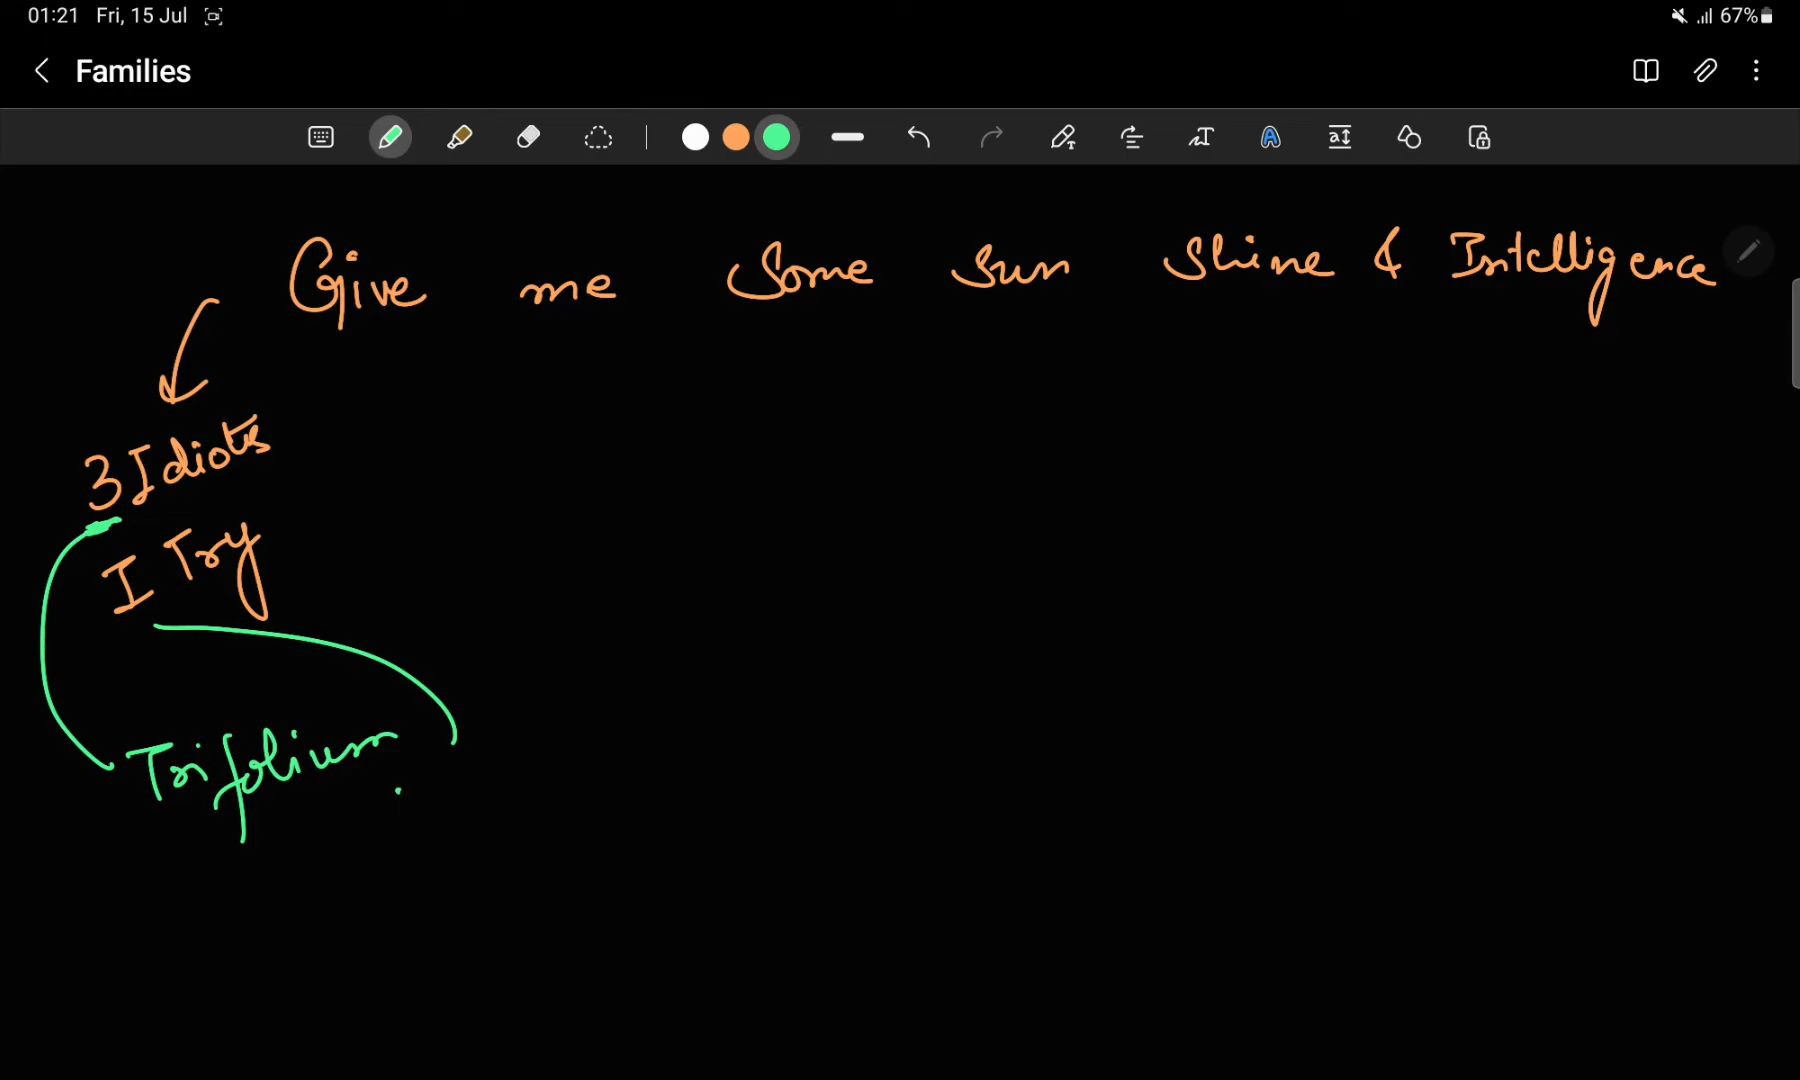 01:21 Fri, 15 Jul 67%
Families
Give me Some Sun Shine & Intelligence
3 Idiots
I Try
Trifolium